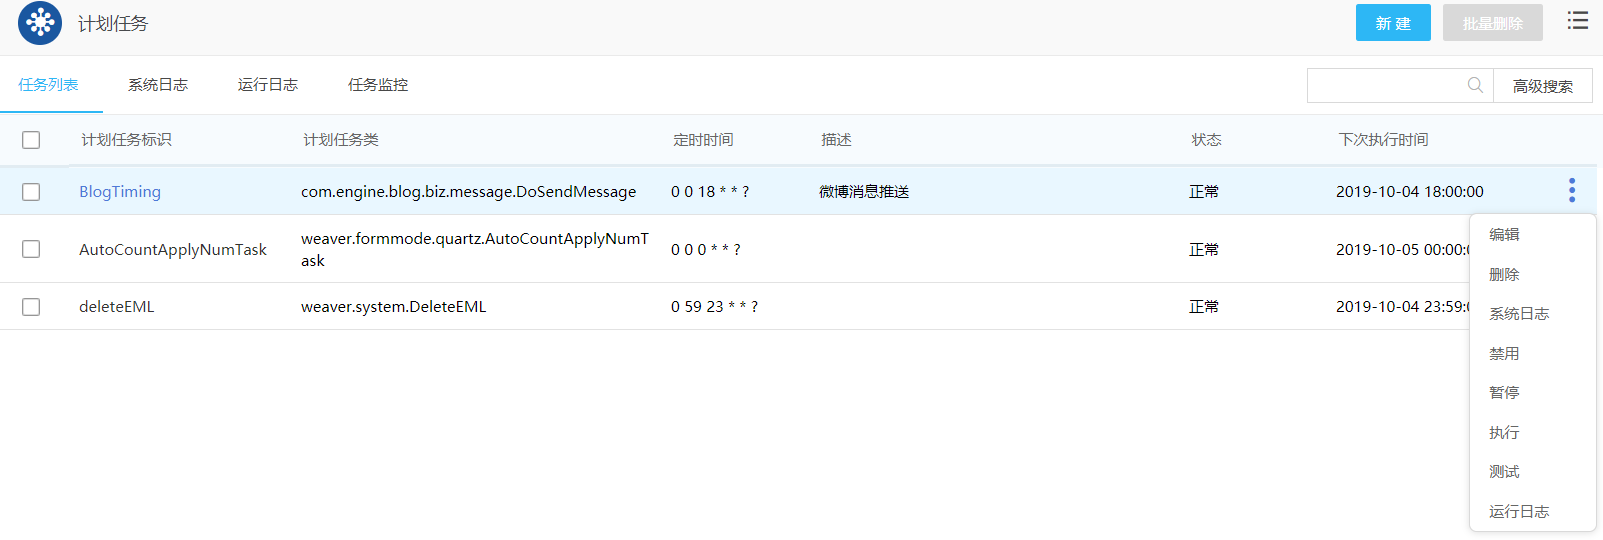 计划任务
新 建
批量删除
任务列表
系统日志
运行日志
任务监控
高级搜索
计划任务标识
计划任务类
定时时间
描述
状态
下次执行时间
BlogTiming
com.engine.blog.biz.message.DoSendMessage
0 0 18 * * ?
微博消息推送
正常
2019-10-04 18:00:00
AutoCountApplyNumTask
weaver.formmode.quartz.AutoCountApplyNumT
ask
0 0 0 * * ?
正常
2019-10-05 00:00:
deleteEML
weaver.system.DeleteEML
0 59 23 * * ?
正常
2019-10-04 23:59:
编辑
删除
系统日志
禁用
暂停
执行
测试
运行日志